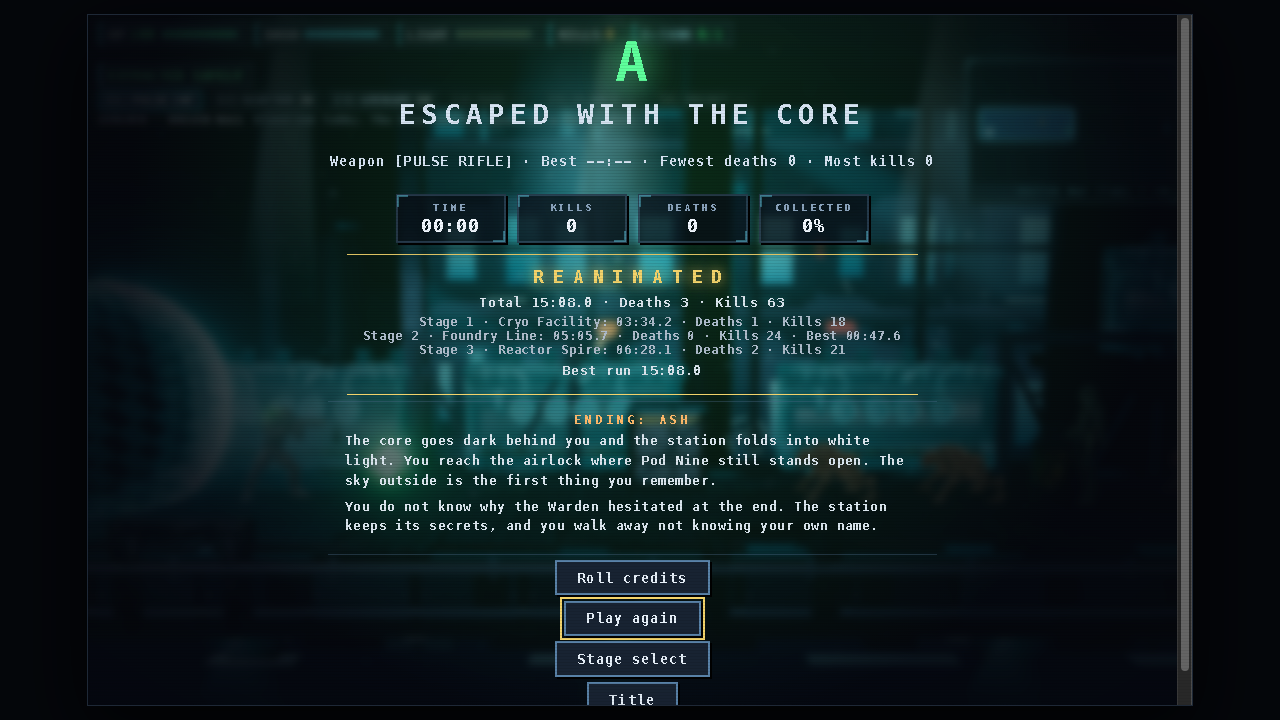 A
ESCAPED WITH THE CORE
Weapon [PULSE RIFLE] · Best --:-- · Fewest deaths 0 · Most kills 0
TIME
00:00
KILLS
0
DEATHS
0
COLLECTED
0%
REANIMATED
Total 15:08.0 · Deaths 3 · Kills 63
Stage 1 · Cryo Facility: 03:34.2 · Deaths 1 · Kills 18
Stage 2 · Foundry Line: 05:05.7 · Deaths 0 · Kills 24 · Best 00:47.6
Stage 3 · Reactor Spire: 06:28.1 · Deaths 2 · Kills 21
Best run 15:08.0
ENDING: ASH
The core goes dark behind you and the station folds into white
light. You reach the airlock where Pod Nine still stands open. The
sky outside is the first thing you remember.
You do not know why the Warden hesitated at the end. The station
keeps its secrets, and you walk away not knowing your own name.
Roll credits
Play again
Stage select
Title